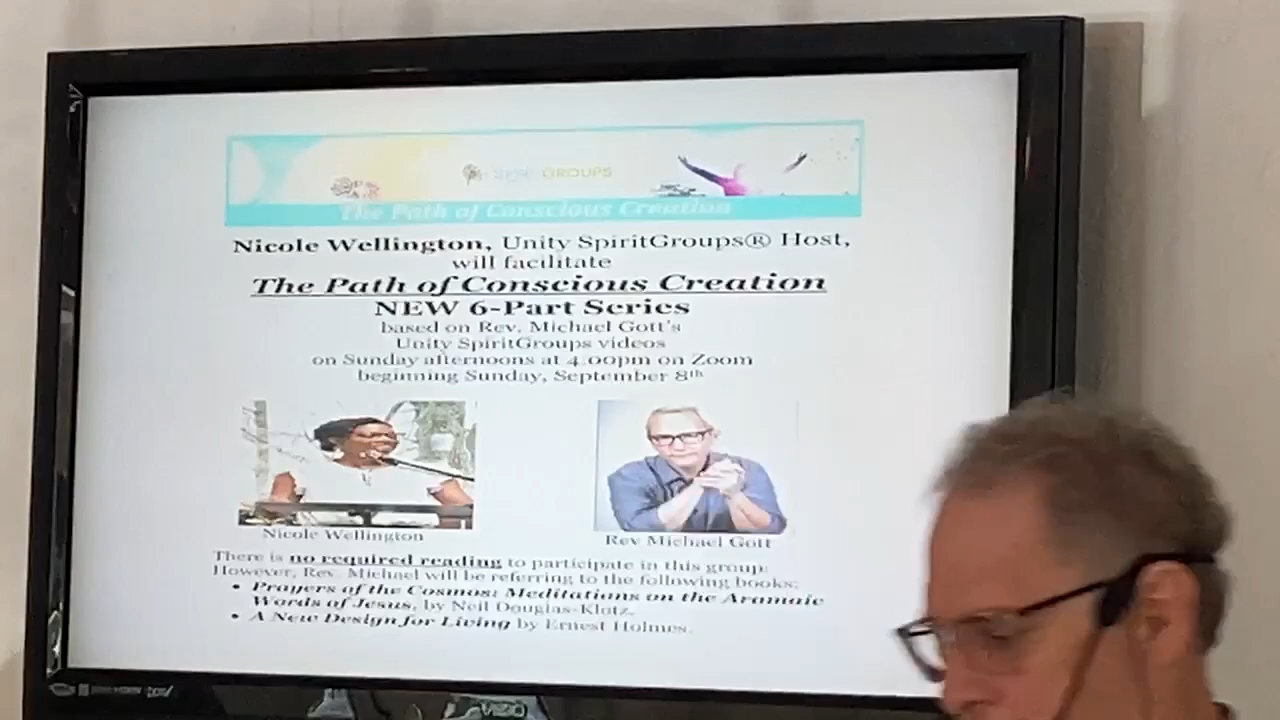 GROUPS
The Path of Conscious Creation
Nicole Wellington, Unity SpiritGroups® Host,
will facilitate
The Path of Conscious Creation
NEW 6-Part Series
based on Rev. Michael Gott's
Unity SpiritGroups videos
on Sunday afternoons at 4:00pm on Zoom
beginning Sunday, September 8th
Nicole Wellington
Rev Michael Gott
There is no required reading to participate in this group.
However, Rev. Michael will be referring to the following books:
• Prayers of the Cosmos: Meditations on the Aramaic
Words of Jesus, by Neil Douglas-Klotz.
• A New Design for Living by Ernest Holmes.